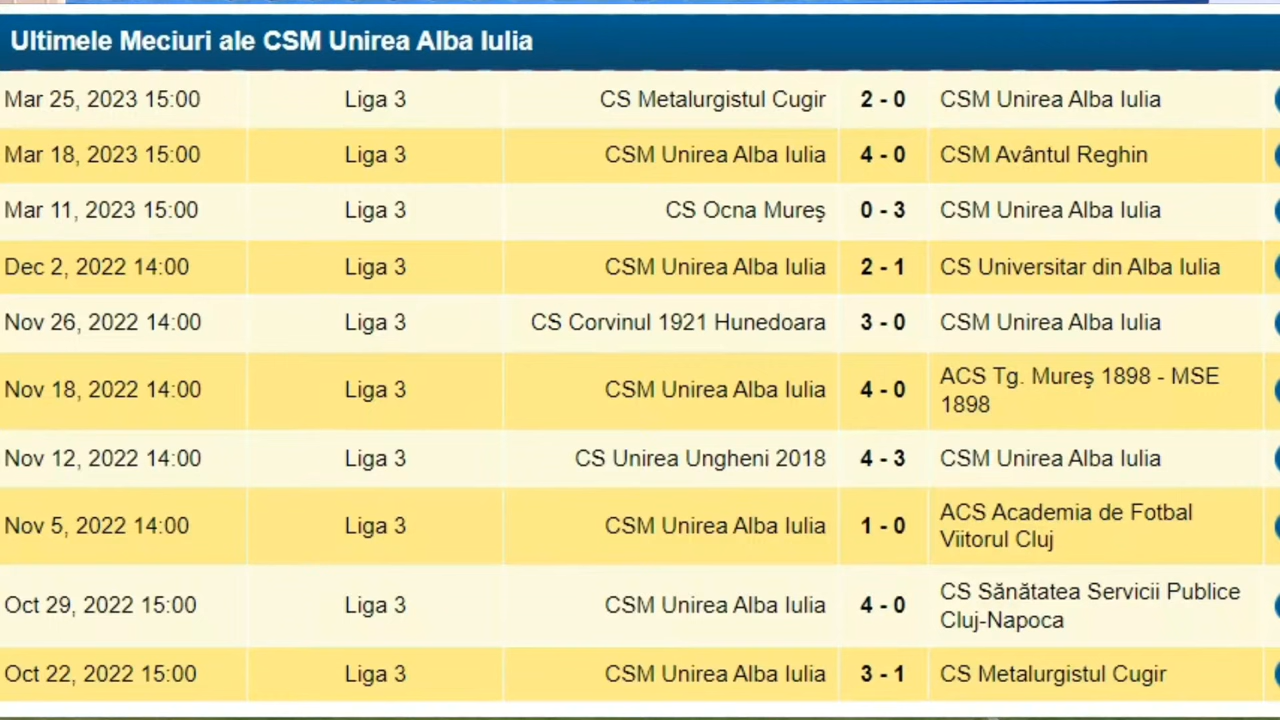 Ultimele Meciuri ale CSM Unirea Alba Iulia
Mar 25, 2023 15:00 Liga 3 CS Metalurgistul Cugir 2 - 0 CSM Unirea Alba Iulia
Mar 18, 2023 15:00 Liga 3 CSM Unirea Alba Iulia 4 - 0 CSM Avântul Reghin
Mar 11, 2023 15:00 Liga 3 CS Ocna Mureş 0 - 3 CSM Unirea Alba Iulia
Dec 2, 2022 14:00 Liga 3 CSM Unirea Alba Iulia 2 - 1 CS Universitar din Alba Iulia
Nov 26, 2022 14:00 Liga 3 CS Corvinul 1921 Hunedoara 3 - 0 CSM Unirea Alba Iulia
Nov 18, 2022 14:00 Liga 3 CSM Unirea Alba Iulia 4 - 0 ACS Tg. Mureş 1898 - MSE
1898
Nov 12, 2022 14:00 Liga 3 CS Unirea Ungheni 2018 4 - 3 CSM Unirea Alba Iulia
Nov 5, 2022 14:00 Liga 3 CSM Unirea Alba Iulia 1 - 0 ACS Academia de Fotbal
Viitorul Cluj
Oct 29, 2022 15:00 Liga 3 CSM Unirea Alba Iulia 4 - 0 CS Sănătatea Servicii Publice
Cluj-Napoca
Oct 22, 2022 15:00 Liga 3 CSM Unirea Alba Iulia 3 - 1 CS Metalurgistul Cugir